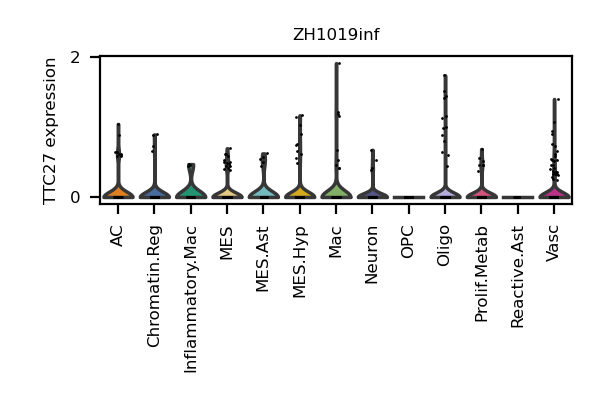 ZH1019inf
TTC27 expression
2
0
AC
Chromatin.Reg
Inflammatory.Mac
MES
MES.Ast
MES.Hyp
Mac
Neuron
OPC
Oligo
Prolif.Metab
Reactive.Ast
Vasc